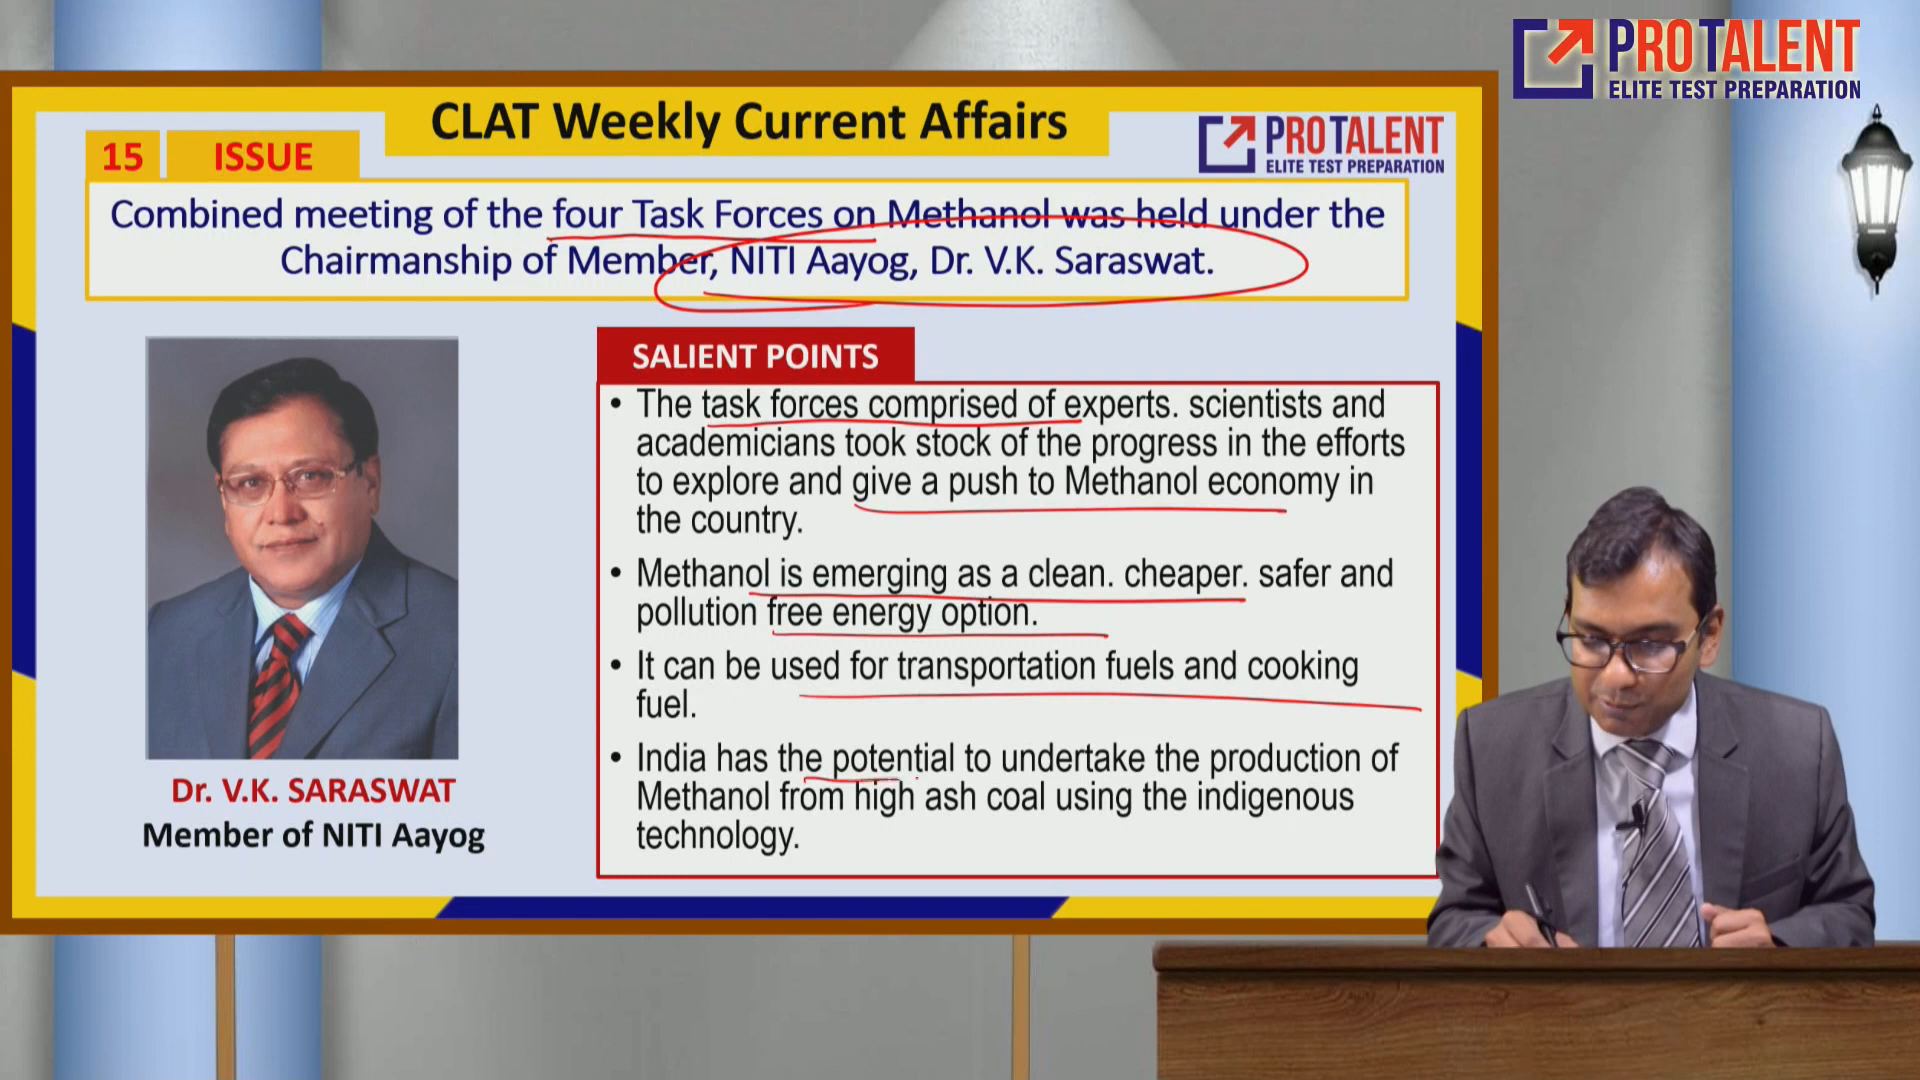 PROTALENT
ELITE TEST PREPARATION
CLAT Weekly Current Affairs
15
ISSUE
PROTALENT
ELITE TEST PREPARATION
Combined meeting of the four Task Forces on Methanol was held under the
Chairmanship of Member, NITI Aayog, Dr. V.K. Saraswat.
SALIENT POINTS
• The task forces comprised of experts. scientists and
academicians took stock of the progress in the efforts
to explore and give a push to Methanol economy in
the country.
• Methanol is emerging as a clean. cheaper. safer and
pollution free energy option.
• It can be used for transportation fuels and cooking
fuel.
• India has the potential to undertake the production of
Methanol from high ash coal using the indigenous
technology.
Dr. V.K. SARASWAT
Member of NITI Aayog